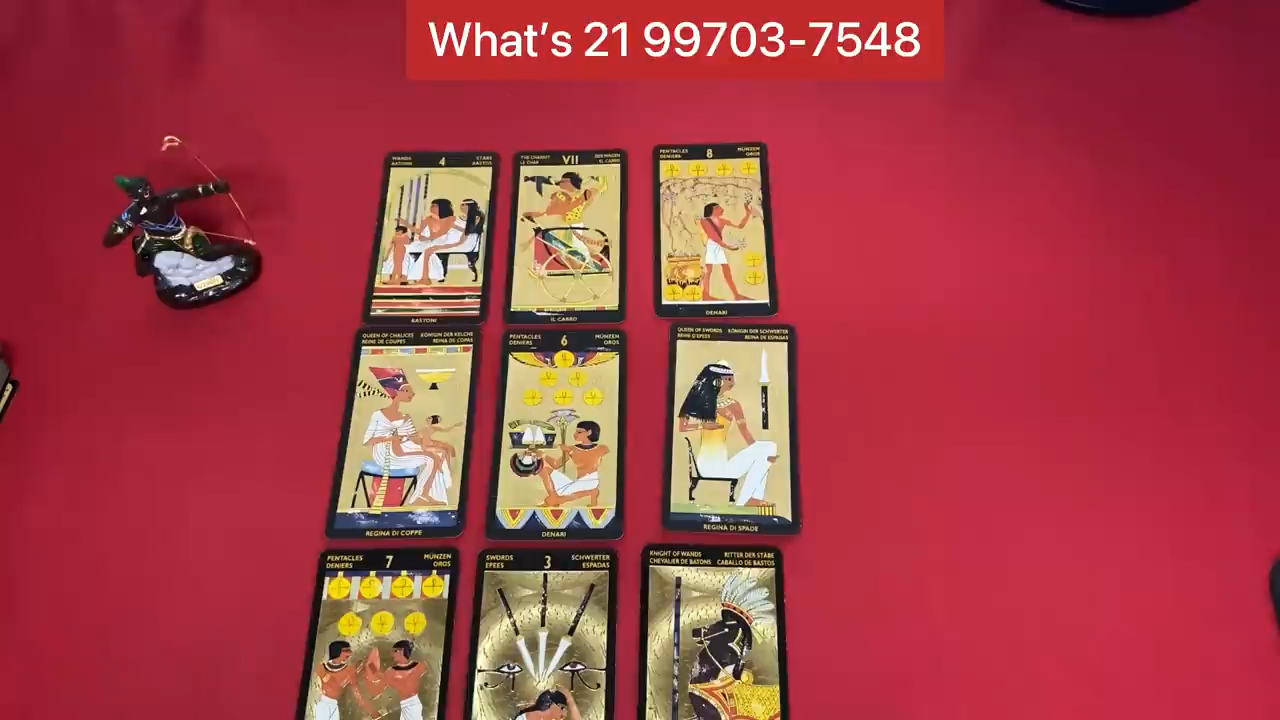 What's 21 99703-7548
WANDS
BASTONI
4
STABE
BASTOS
BASTONI
THE CHARIOT
LE CHAR
VII
DER WAGEN
EL CARRO
IL CARRO
PENTACLES
DENIERS
8
MÜNZEN
OROS
DENARI
QUEEN OF CHALICES
REINE DE COUPES
KÖNIGIN DER KELCHE
REINA DE COPAS
REGINA DI COPPE
PENTACLES
DENIERS
6
MÜNZEN
OROS
DENARI
QUEEN OF SWORDS
REINE D'EPEES
KÖNIGIN DER SCHWERTER
REINA DE ESPADAS
REGINA DI SPADE
PENTACLES
DENIERS
7
MÜNZEN
OROS
SWORDS
EPEES
3
SCHWERTER
ESPADAS
KNIGHT OF WANDS
CHEVALIER DE BATONS
RITTER DER STÄBE
CABALLO DE BASTOS